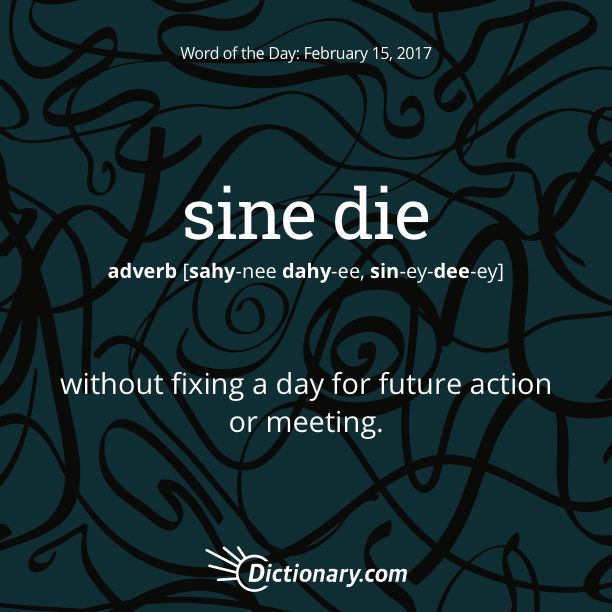 Word of the Day: February 15, 2017
sine die
adverb [sahy-nee dahy-ee, sin-ey-dee-ey]
without fixing a day for future action
or meeting.
Dictionary.com